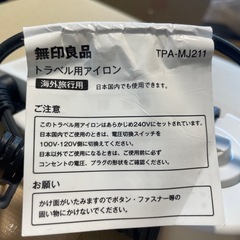 無印良品
TPA-MJ211
トラベル用アイロン
海外旅行用 日本国内でも使用できます。
注意
このトラベル用アイロンはあらかじめ240Vにセットされています。
日本国内でご使用のときは、電圧切換スイッチを
100V-120V側に切換えてください。
日本以外でご使用になるときは、ご使用前に必ず
コンセントの電圧、プラグの形状をご確認ください。
お願い
かけ面がいたみますのでボタン・ファスナー等の
固い物にかけないでください。